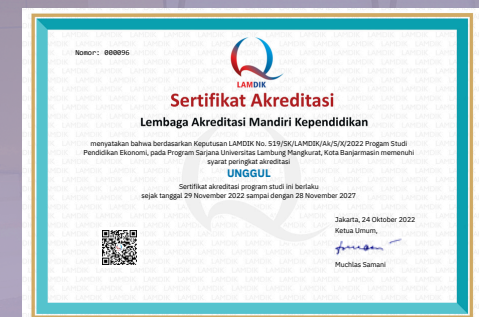 Nomor: 000096
LAMDIK
Sertifikat Akreditasi
Lembaga Akreditasi Mandiri Kependidikan
menyatakan bahwa berdasarkan Keputusan LAMDIK No. 519/SK/LAMDIK/Ak/S/X/2022 Progam Studi
Pendidikan Ekonomi, pada Program Sarjana Universitas Lambung Mangkurat, Kota Banjarmasin memenuhi
syarat peringkat akreditasi
UNGGUL
Sertifikat akreditasi program studi ini berlaku
sejak tanggal 29 November 2022 sampai dengan 28 November 2027
Jakarta, 24 Oktober 2022
Ketua Umum,
Muchlas Samani